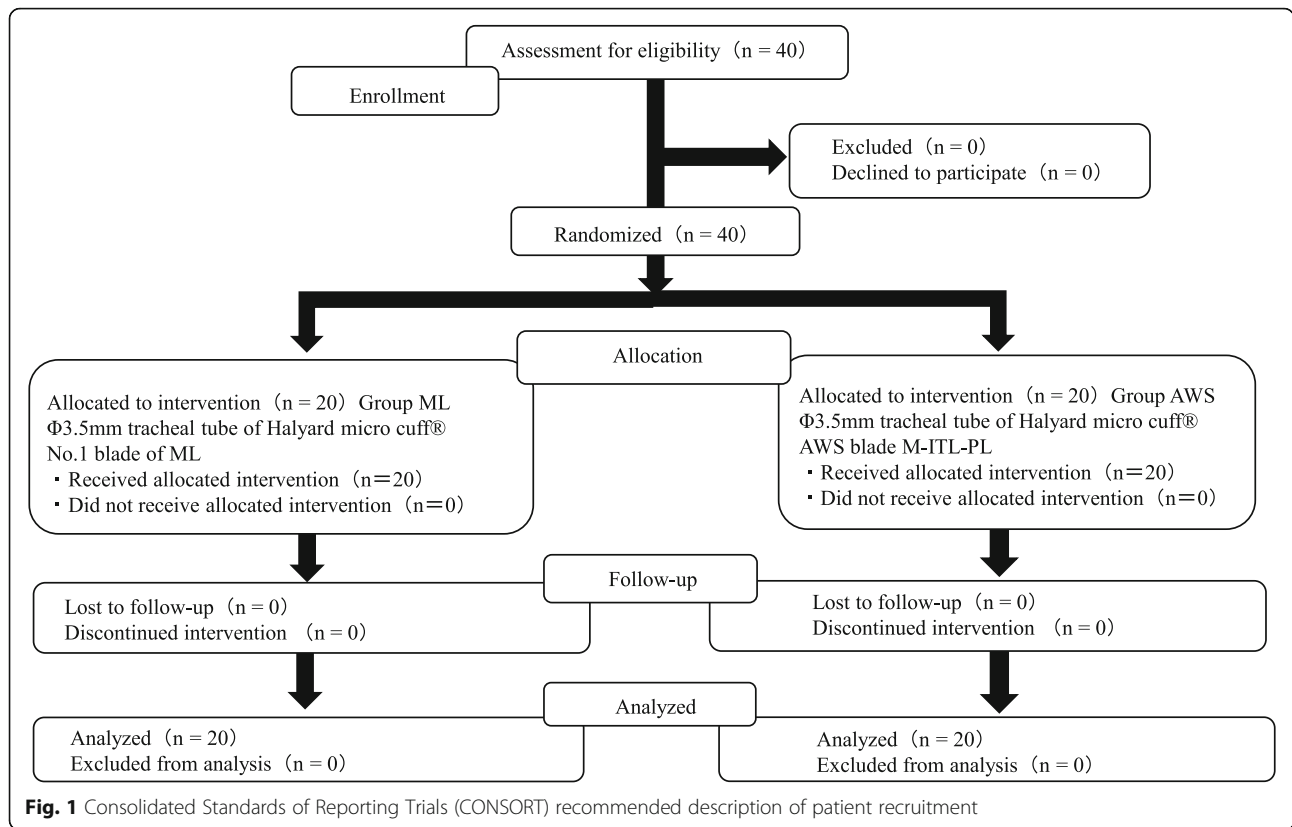 Assessment for eligibility（n = 40）
Enrollment
Excluded（n = 0）
Declined to participate（n = 0）
Randomized（n = 40）
Allocation
Allocated to intervention（n = 20）Group ML
Φ3.5mm tracheal tube of Halyard micro cuff®
No.1 blade of ML
・Received allocated intervention（n＝20）
・Did not receive allocated intervention（n＝0）
Allocated to intervention（n = 20）Group AWS
Φ3.5mm tracheal tube of Halyard micro cuff®
AWS blade M-ITL-PL
・Received allocated intervention（n＝20）
・Did not receive allocated intervention（n＝0）
Follow-up
Lost to follow-up（n = 0）
Discontinued intervention （n = 0）
Lost to follow-up（n = 0）
Discontinued intervention （n = 0）
Analyzed
Analyzed（n = 20）
Excluded from analysis（n = 0）
Analyzed（n = 20）
Excluded from analysis（n = 0）
Fig. 1 Consolidated Standards of Reporting Trials (CONSORT) recommended description of patient recruitment